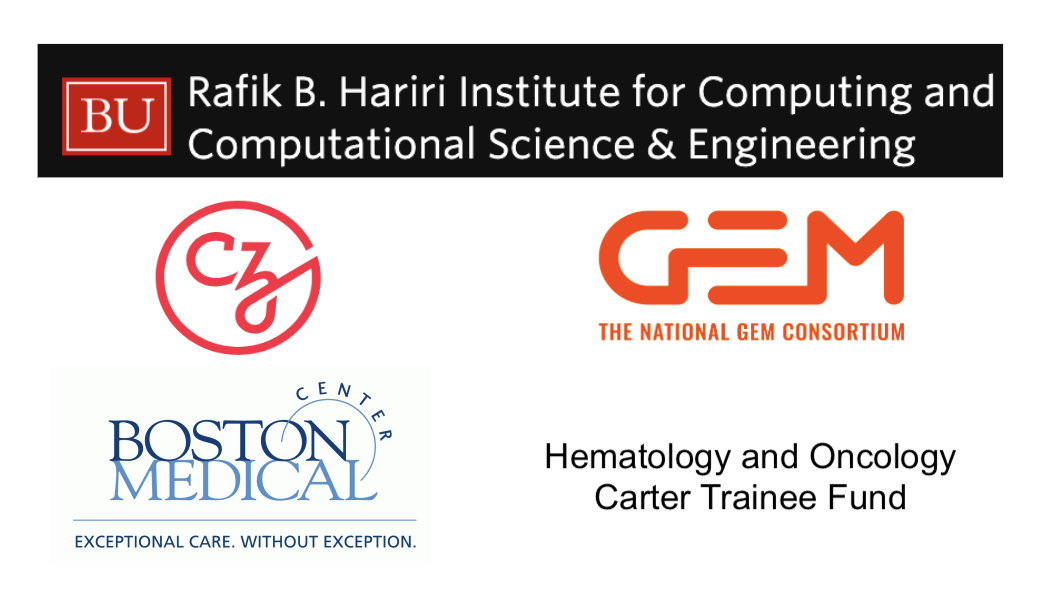 BU
Rafik B. Hariri Institute for Computing and
Computational Science & Engineering
cz
GEM
THE NATIONAL GEM CONSORTIUM
CENTER
BOSTON
MEDICAL
EXCEPTIONAL CARE. WITHOUT EXCEPTION.
Hematology and Oncology
Carter Trainee Fund